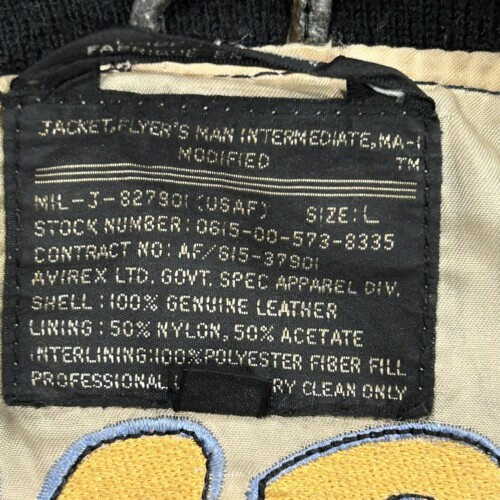 JACKET, FLYER'S MAN INTERMEDIATE, MA-1
MODIFIED TM
MIL-J-82790I (USAF) SIZE: L
STOCK NUMBER: 0615-00-573-8335
CONTRACT NO: AF/615-37901
AVIREX LTD. GOVT. SPEC APPAREL DIV.
SHELL: 100% GENUINE LEATHER
LINING: 50% NYLON, 50% ACETATE
INTERLINING: 100% POLYESTER FIBER FILL
PROFESSIONAL CLEAN ONLY